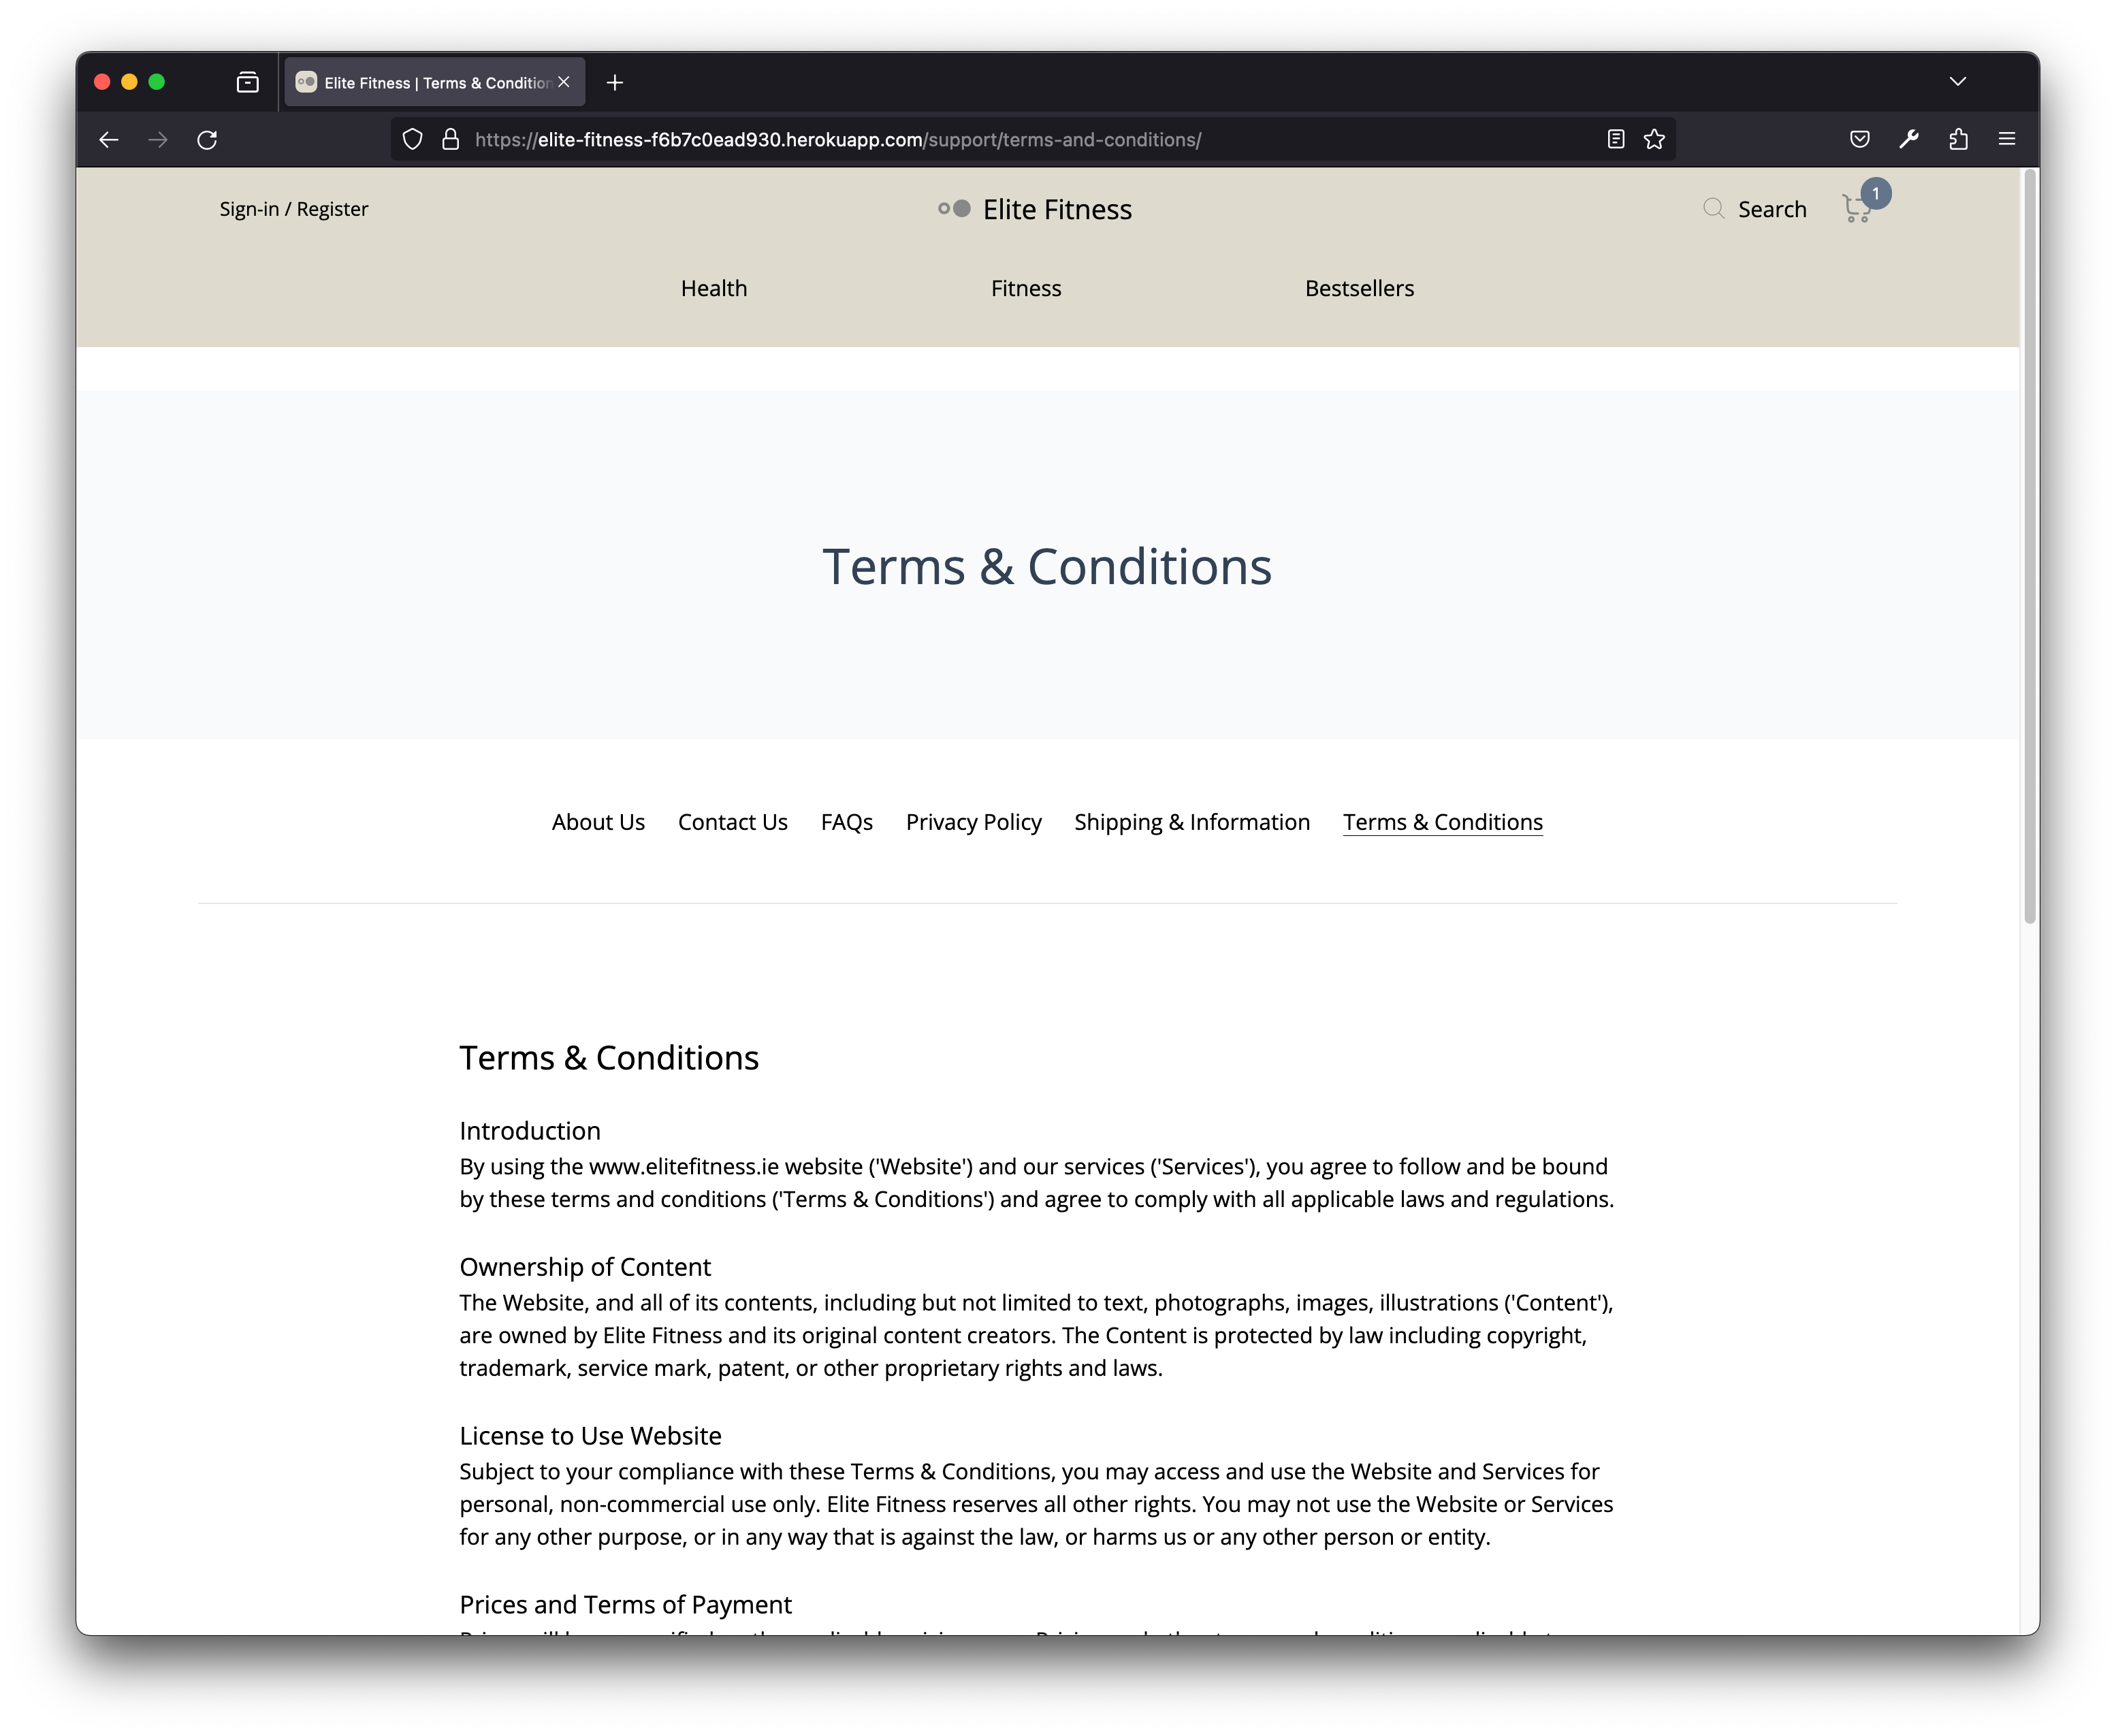 Elite Fitness | Terms & Condition
https://elite-fitness-f6b7c0ead930.herokuapp.com/support/terms-and-conditions/
Sign-in / Register
Elite Fitness
Search
1
Health
Fitness
Bestsellers
Terms & Conditions
About Us
Contact Us
FAQs
Privacy Policy
Shipping & Information
Terms & Conditions
Terms & Conditions
Introduction
By using the www.elitefitness.ie website ('Website') and our services ('Services'), you agree to follow and be bound
by these terms and conditions ('Terms & Conditions') and agree to comply with all applicable laws and regulations.
Ownership of Content
The Website, and all of its contents, including but not limited to text, photographs, images, illustrations ('Content'),
are owned by Elite Fitness and its original content creators. The Content is protected by law including copyright,
trademark, service mark, patent, or other proprietary rights and laws.
License to Use Website
Subject to your compliance with these Terms & Conditions, you may access and use the Website and Services for
personal, non-commercial use only. Elite Fitness reserves all other rights. You may not use the Website or Services
for any other purpose, or in any way that is against the law, or harms us or any other person or entity.
Prices and Terms of Payment